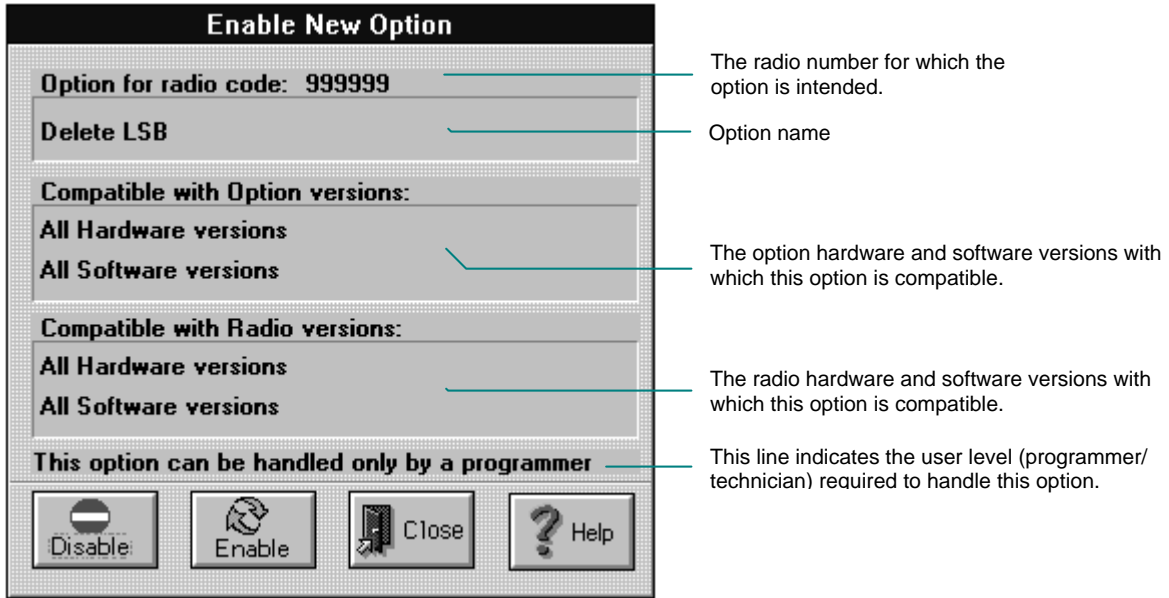 Enable New Option
Option for radio code: 999999
The radio number for which the
option is intended.
Delete LSB
Option name
Compatible with Option versions:
All Hardware versions
All Software versions
The option hardware and software versions with
which this option is compatible.
Compatible with Radio versions:
All Hardware versions
All Software versions
The radio hardware and software versions with
which this option is compatible.
This option can be handled only by a programmer
This line indicates the user level (programmer/
technician) required to handle this option.
Disable
Enable
Close
Help